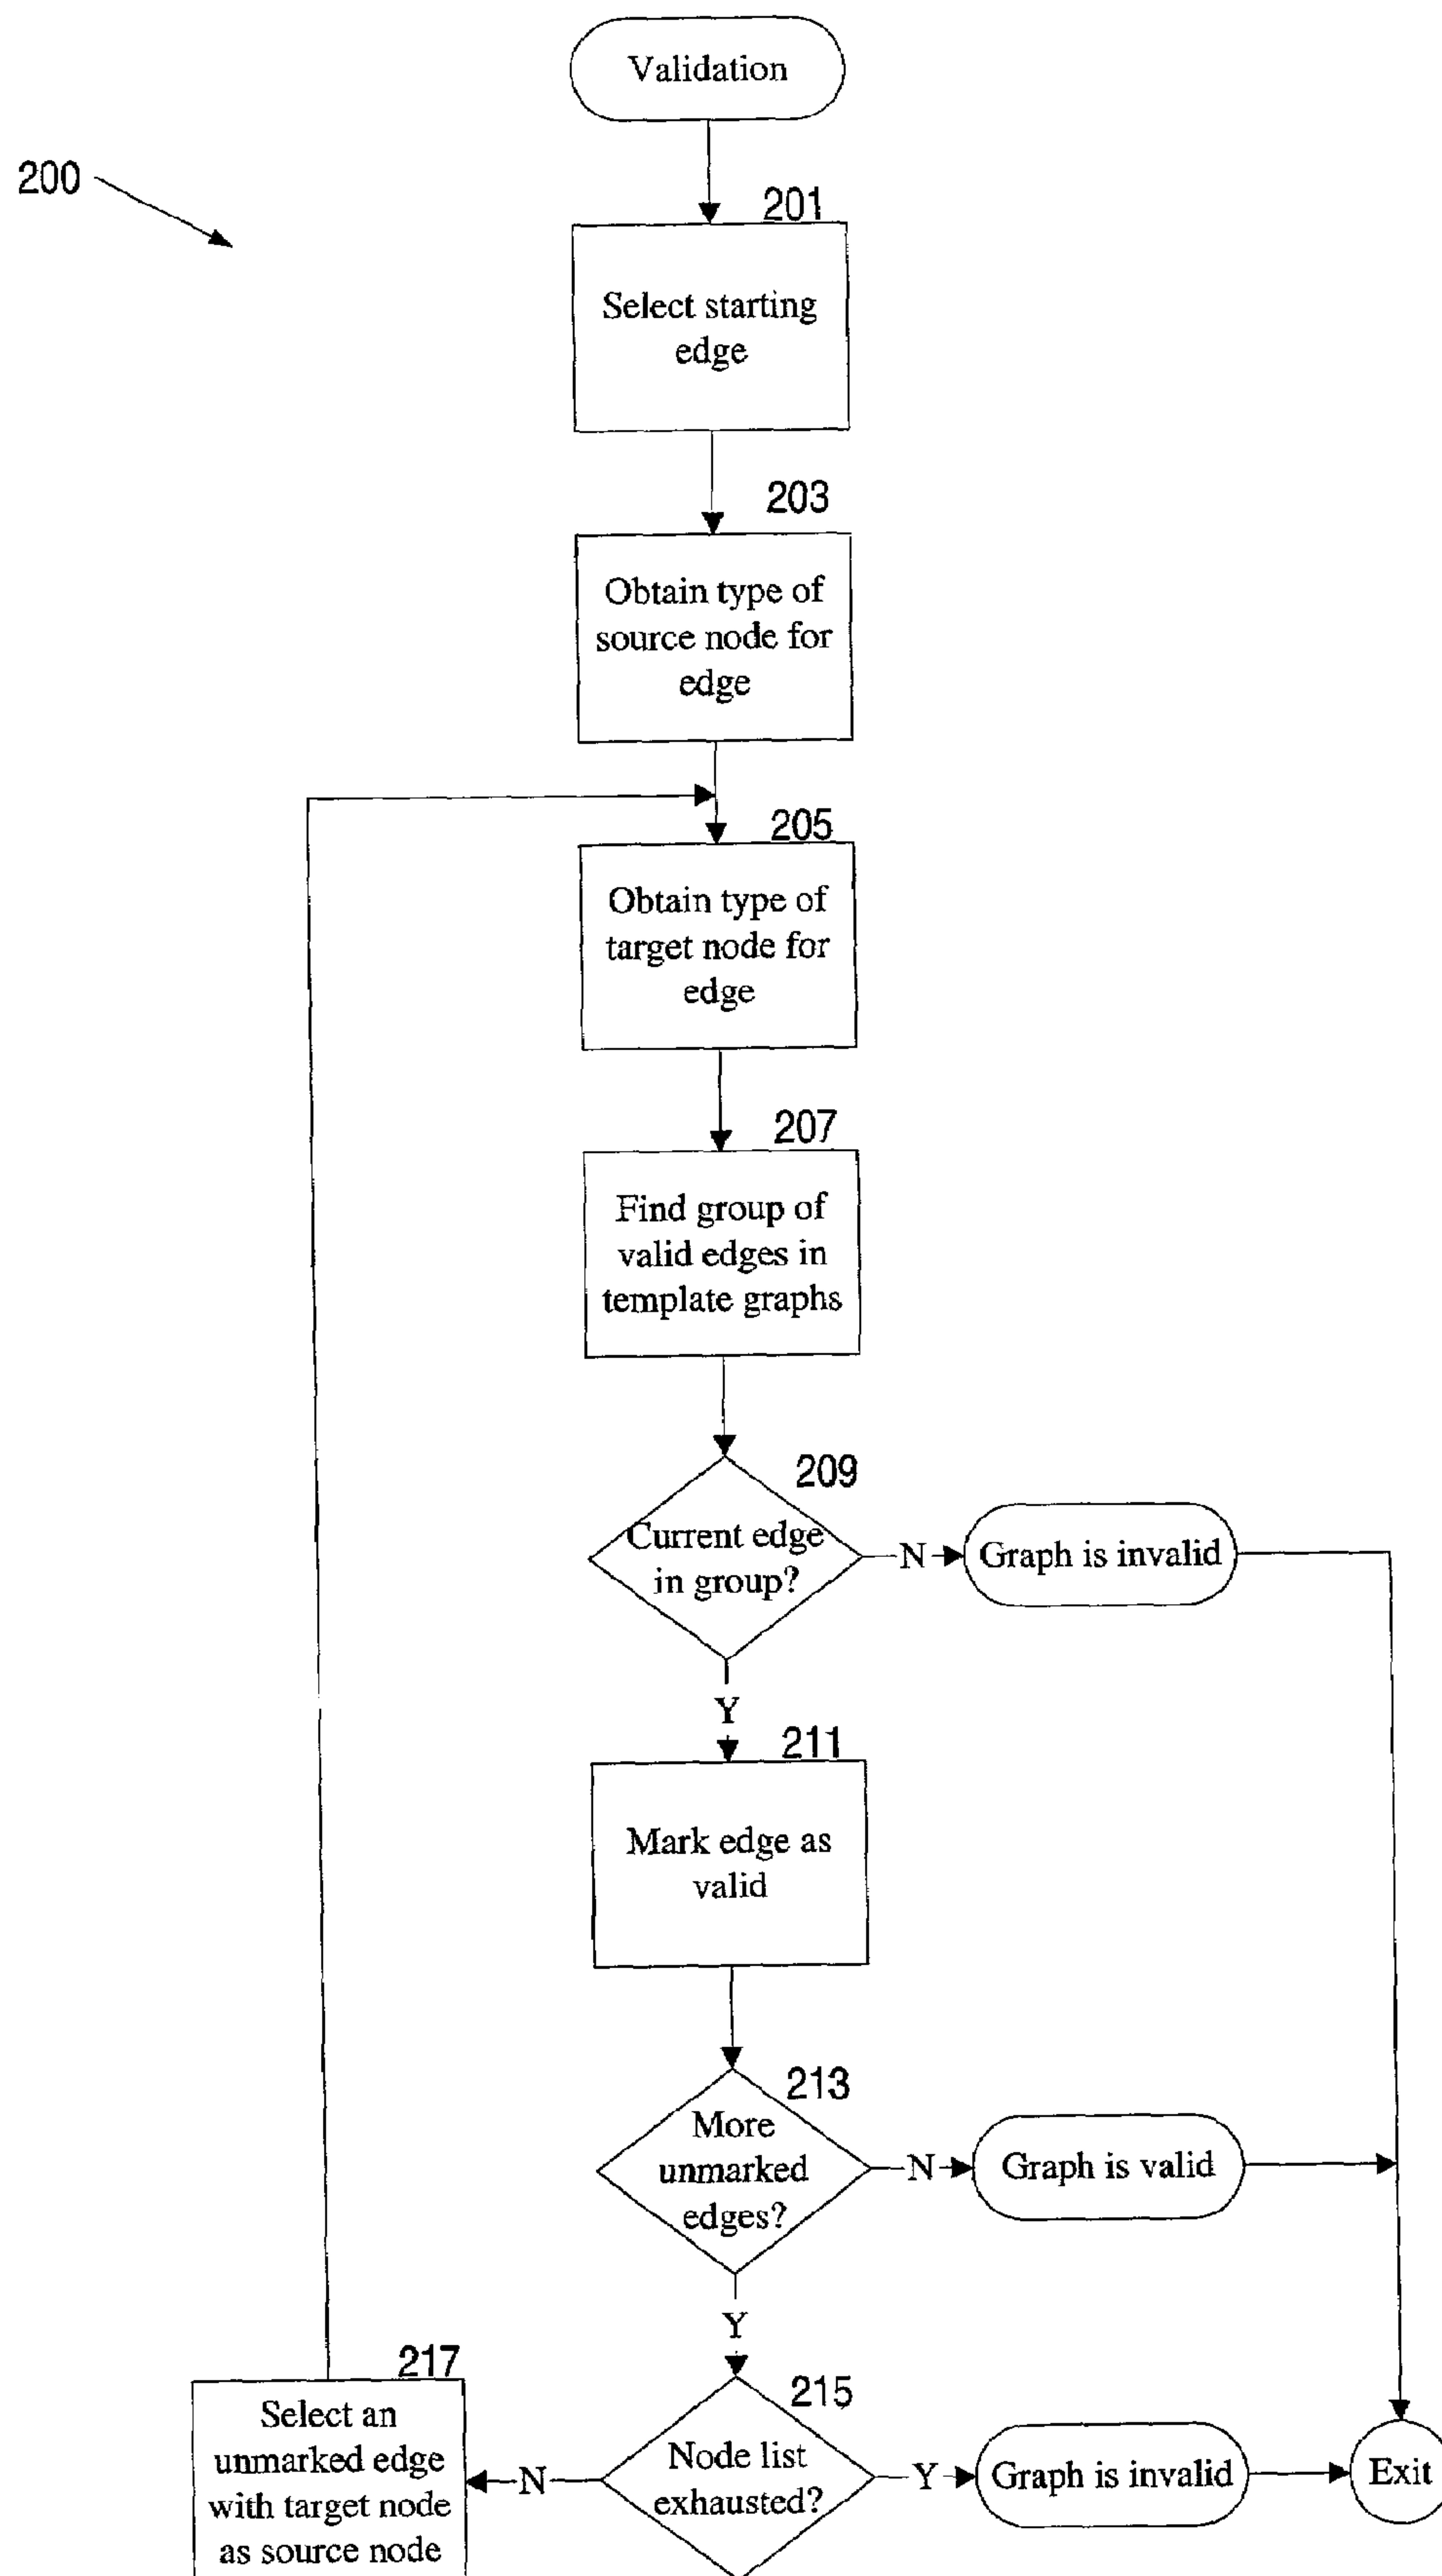 Validation
200
201
Select starting
edge
203
Obtain type of
source node for
edge
205
Obtain type of
target node for
edge
207
Find group of
valid edges in
template graphs
209
Current edge
in group?
N
Graph is invalid
Y
211
Mark edge as
valid
213
More
unmarked
edges?
N
Graph is valid
Y
217
Select an
unmarked edge
with target node
as source node
N
215
Node list
exhausted?
Y
Graph is invalid
Exit